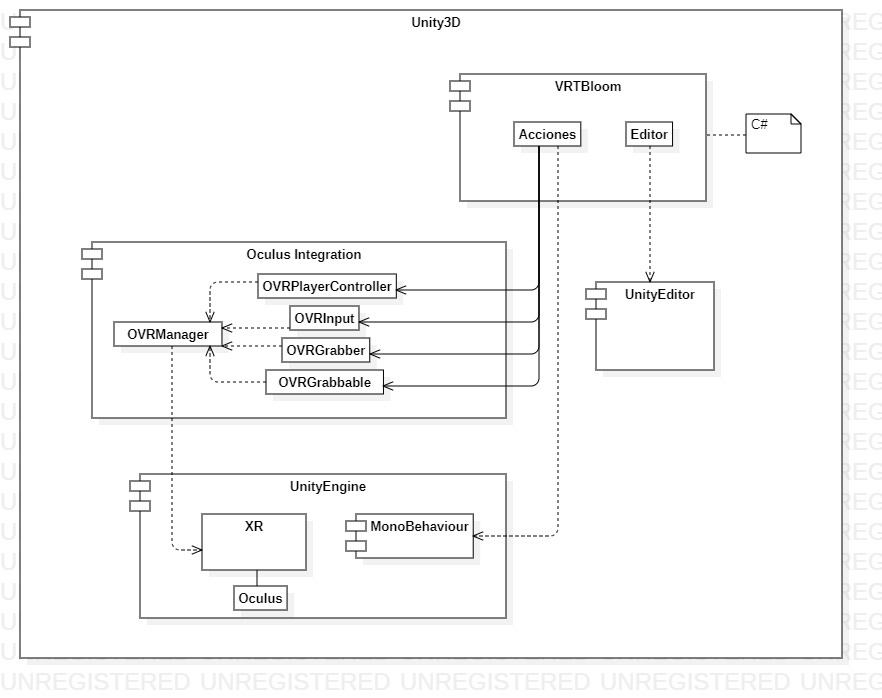 Unity3D
VRTBloom
Acciones
Editor
C#
Oculus Integration
OVRPlayerController
OVRInput
OVRManager
OVRGrabber
OVRGrabbable
UnityEditor
UnityEngine
XR
MonoBehaviour
Oculus
UNREGISTERED UNREGISTERED UNREGISTERED UNREGISTERED UNREG